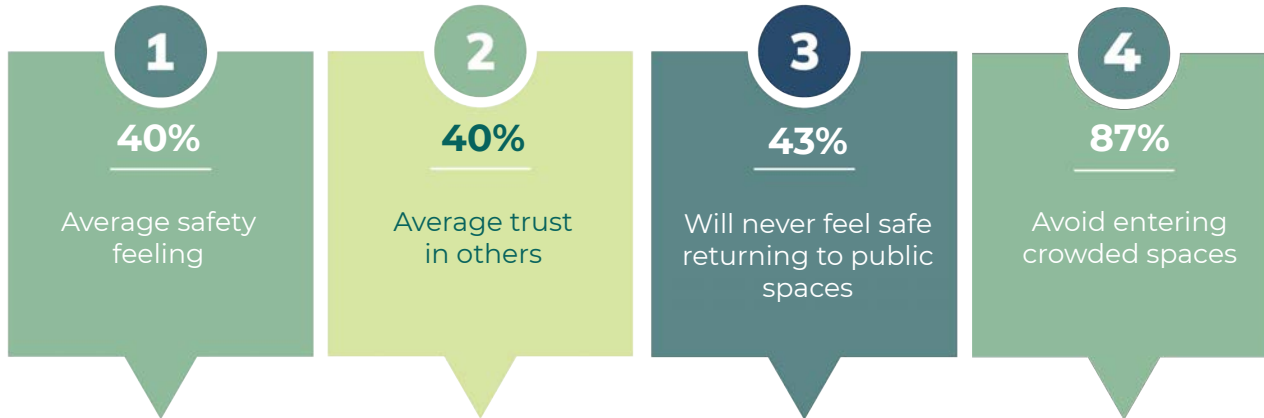 1
40%
Average safety
feeling
2
40%
Average trust
in others
3
43%
Will never feel safe
returning to public
spaces
4
87%
Avoid entering
crowded spaces